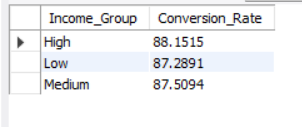 Income_Group Conversion_Rate
High 88.1515
Low 87.2891
Medium 87.5094